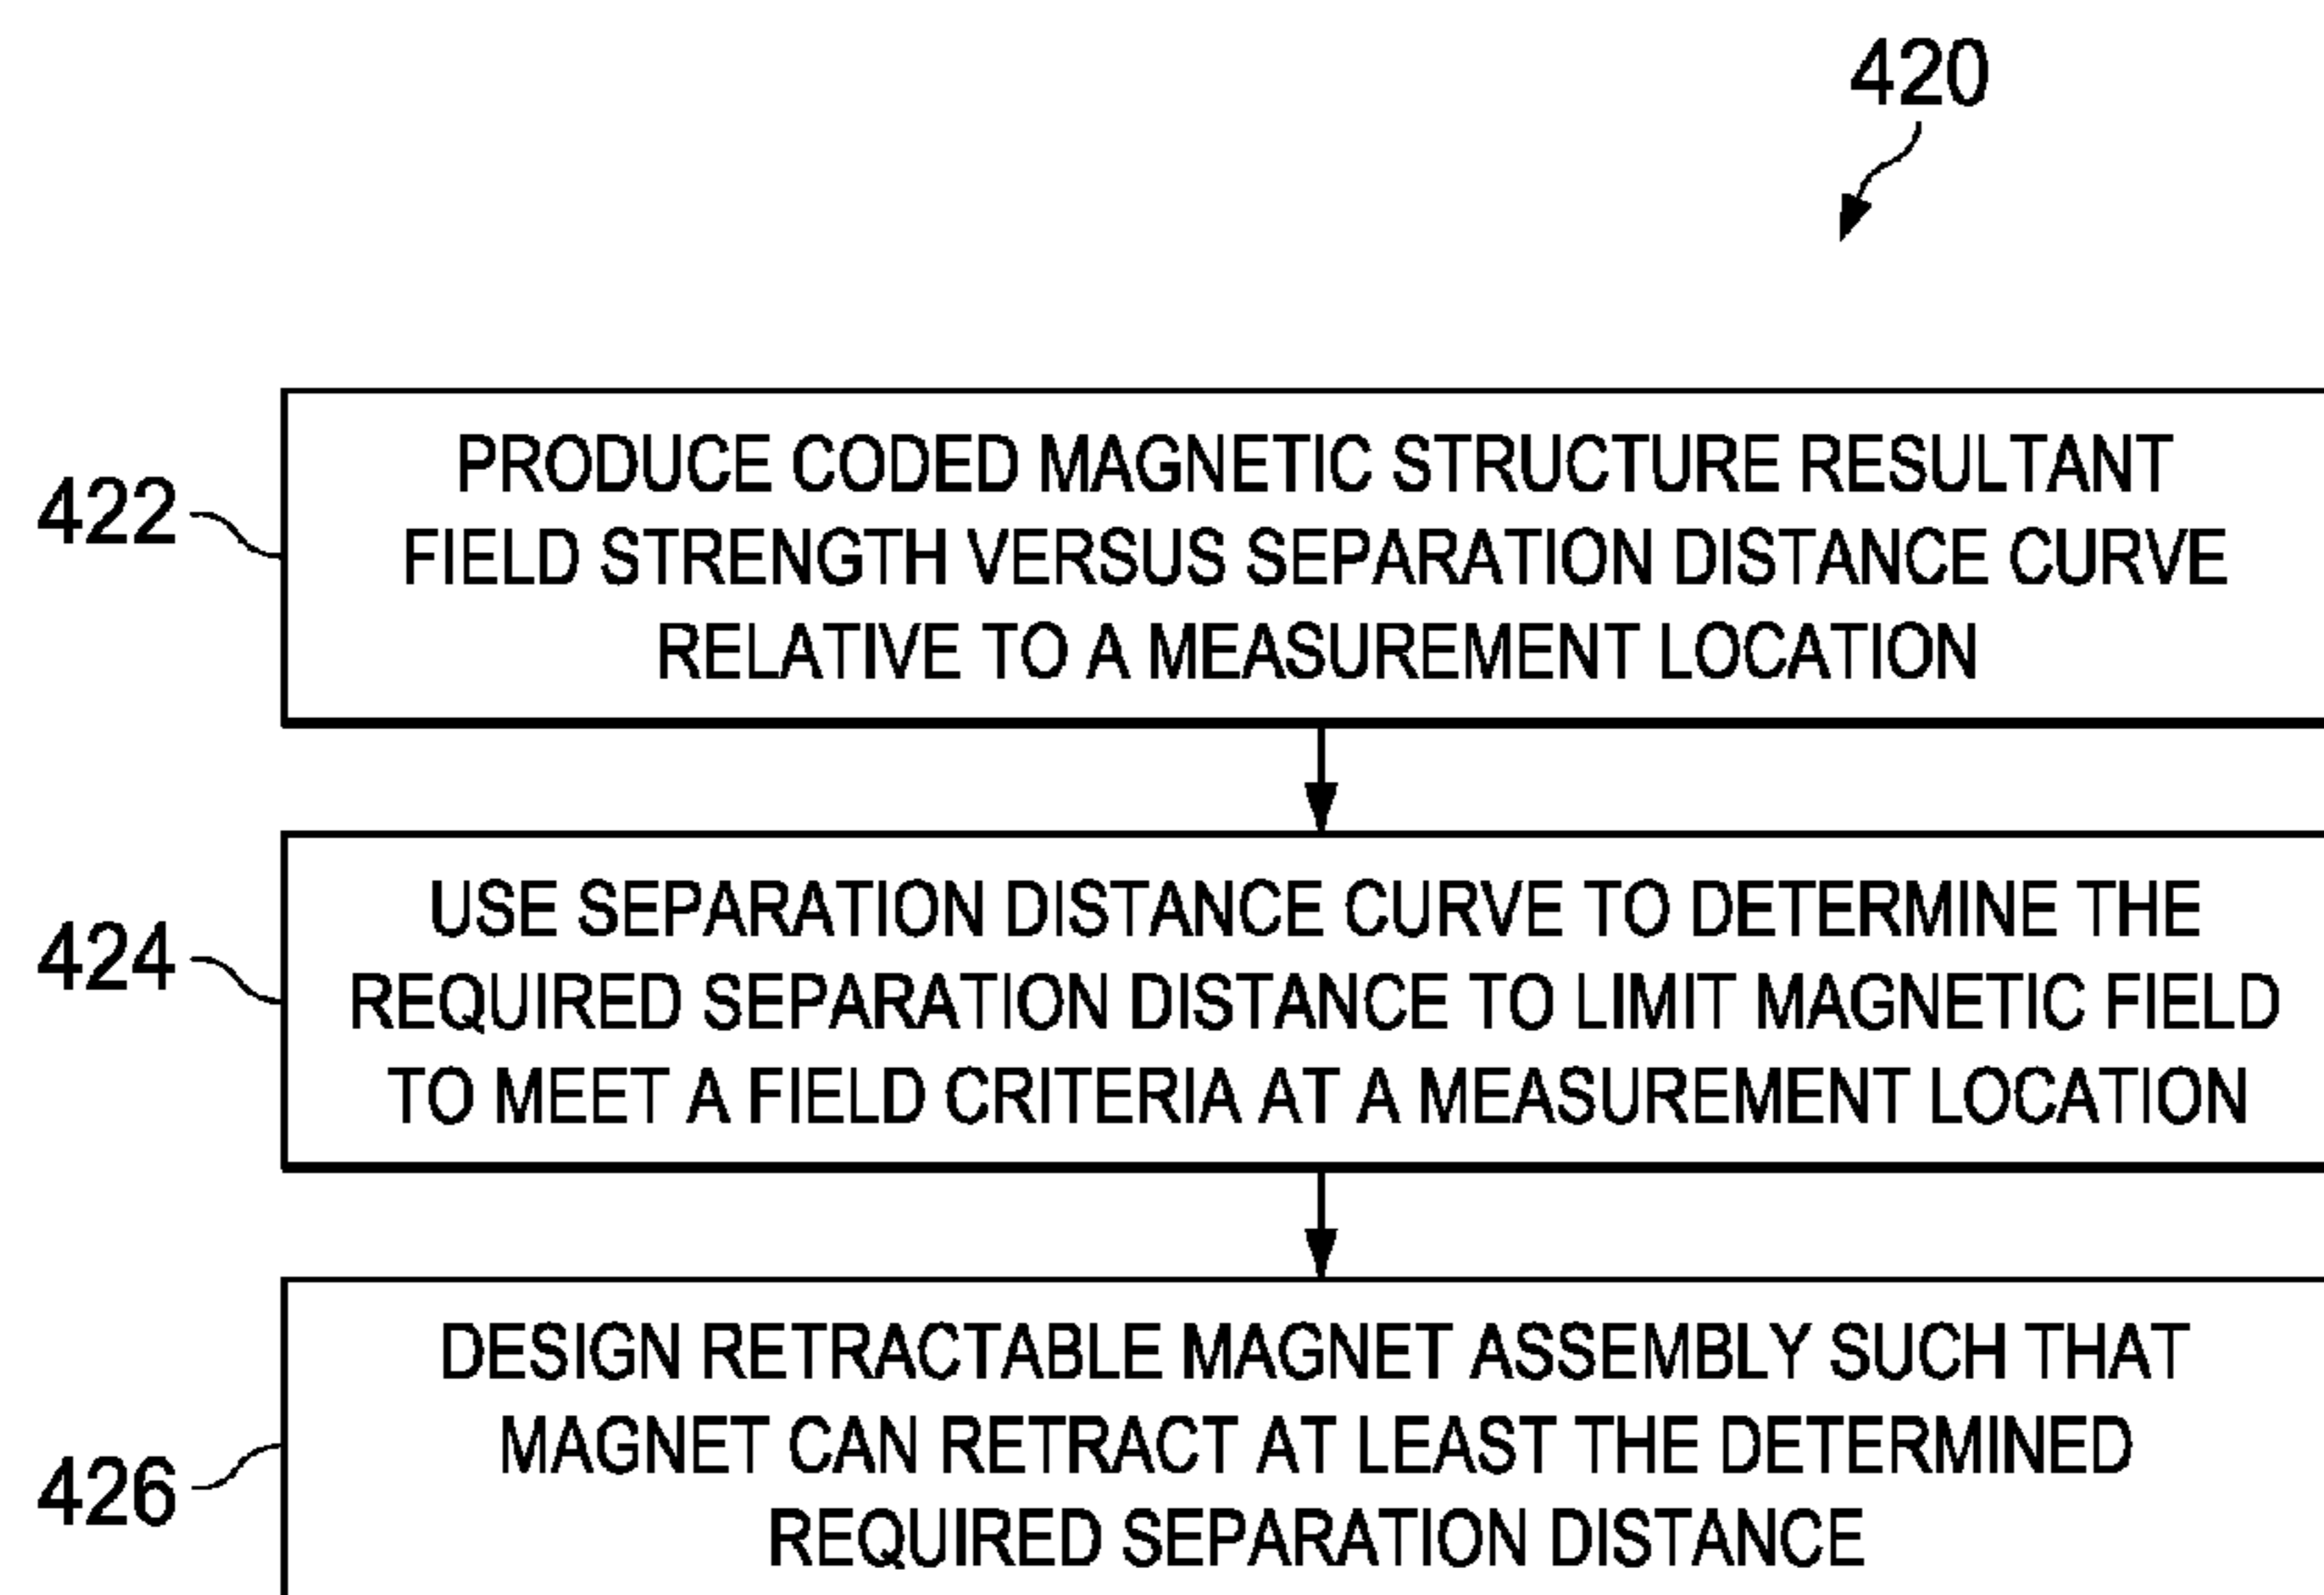 420
422
PRODUCE CODED MAGNETIC STRUCTURE RESULTANT
FIELD STRENGTH VERSUS SEPARATION DISTANCE CURVE
RELATIVE TO A MEASUREMENT LOCATION
424
USE SEPARATION DISTANCE CURVE TO DETERMINE THE
REQUIRED SEPARATION DISTANCE TO LIMIT MAGNETIC FIELD
TO MEET A FIELD CRITERIA AT A MEASUREMENT LOCATION
426
DESIGN RETRACTABLE MAGNET ASSEMBLY SUCH THAT
MAGNET CAN RETRACT AT LEAST THE DETERMINED
REQUIRED SEPARATION DISTANCE